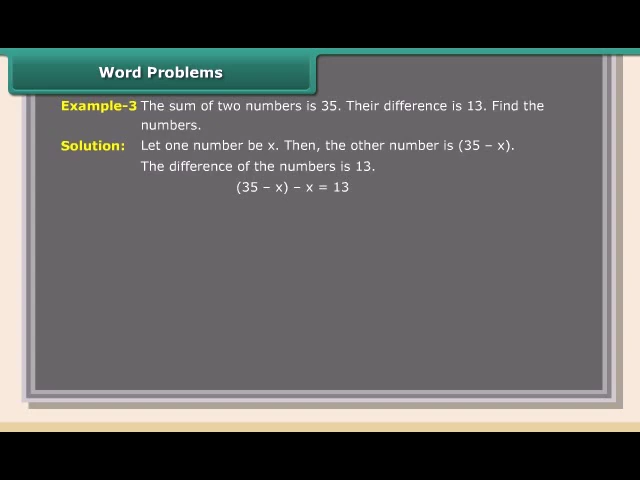 Word Problems
Example-3 The sum of two numbers is 35. Their difference is 13. Find the
numbers.
Solution: Let one number be x. Then, the other number is (35 – x).
The difference of the numbers is 13.
(35 – x) – x = 13